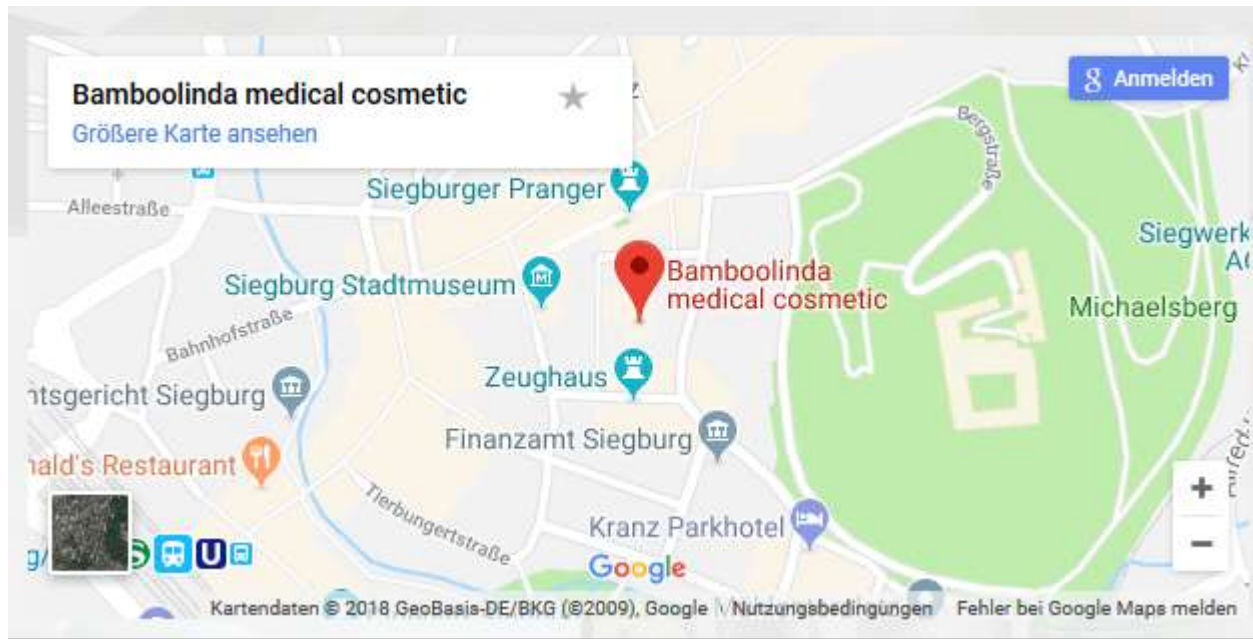 Bamboolinda medical cosmetic
Größere Karte ansehen
Anmelden
Bergstraße
Siegburger Pranger
Alleestraße
Siegwerk
Siegburg Stadtmuseum
Bamboolinda
medical cosmetic
Michaelsberg
Bahnhofstraße
Zeughaus
ntsgericht Siegburg
Finanzamt Siegburg
nald's Restaurant
Tierbungertstraße
Kranz Parkhotel
S
U
Google
Kartendaten © 2018 GeoBasis-DE/BKG (©2009), Google
Nutzungsbedingungen
Fehler bei Google Maps melden